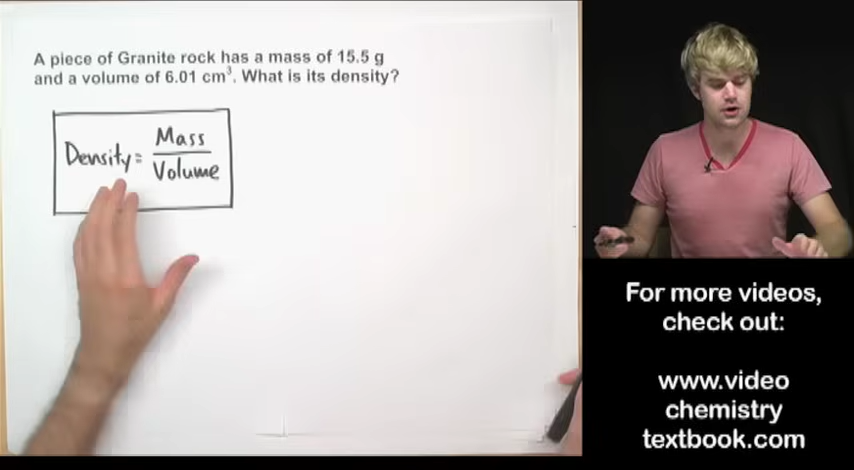 A piece of Granite rock has a mass of 15.5 g
and a volume of 6.01 cm³. What is its density?
Density = Mass
Volume
For more videos,
check out:
www.video
chemistry
textbook.com